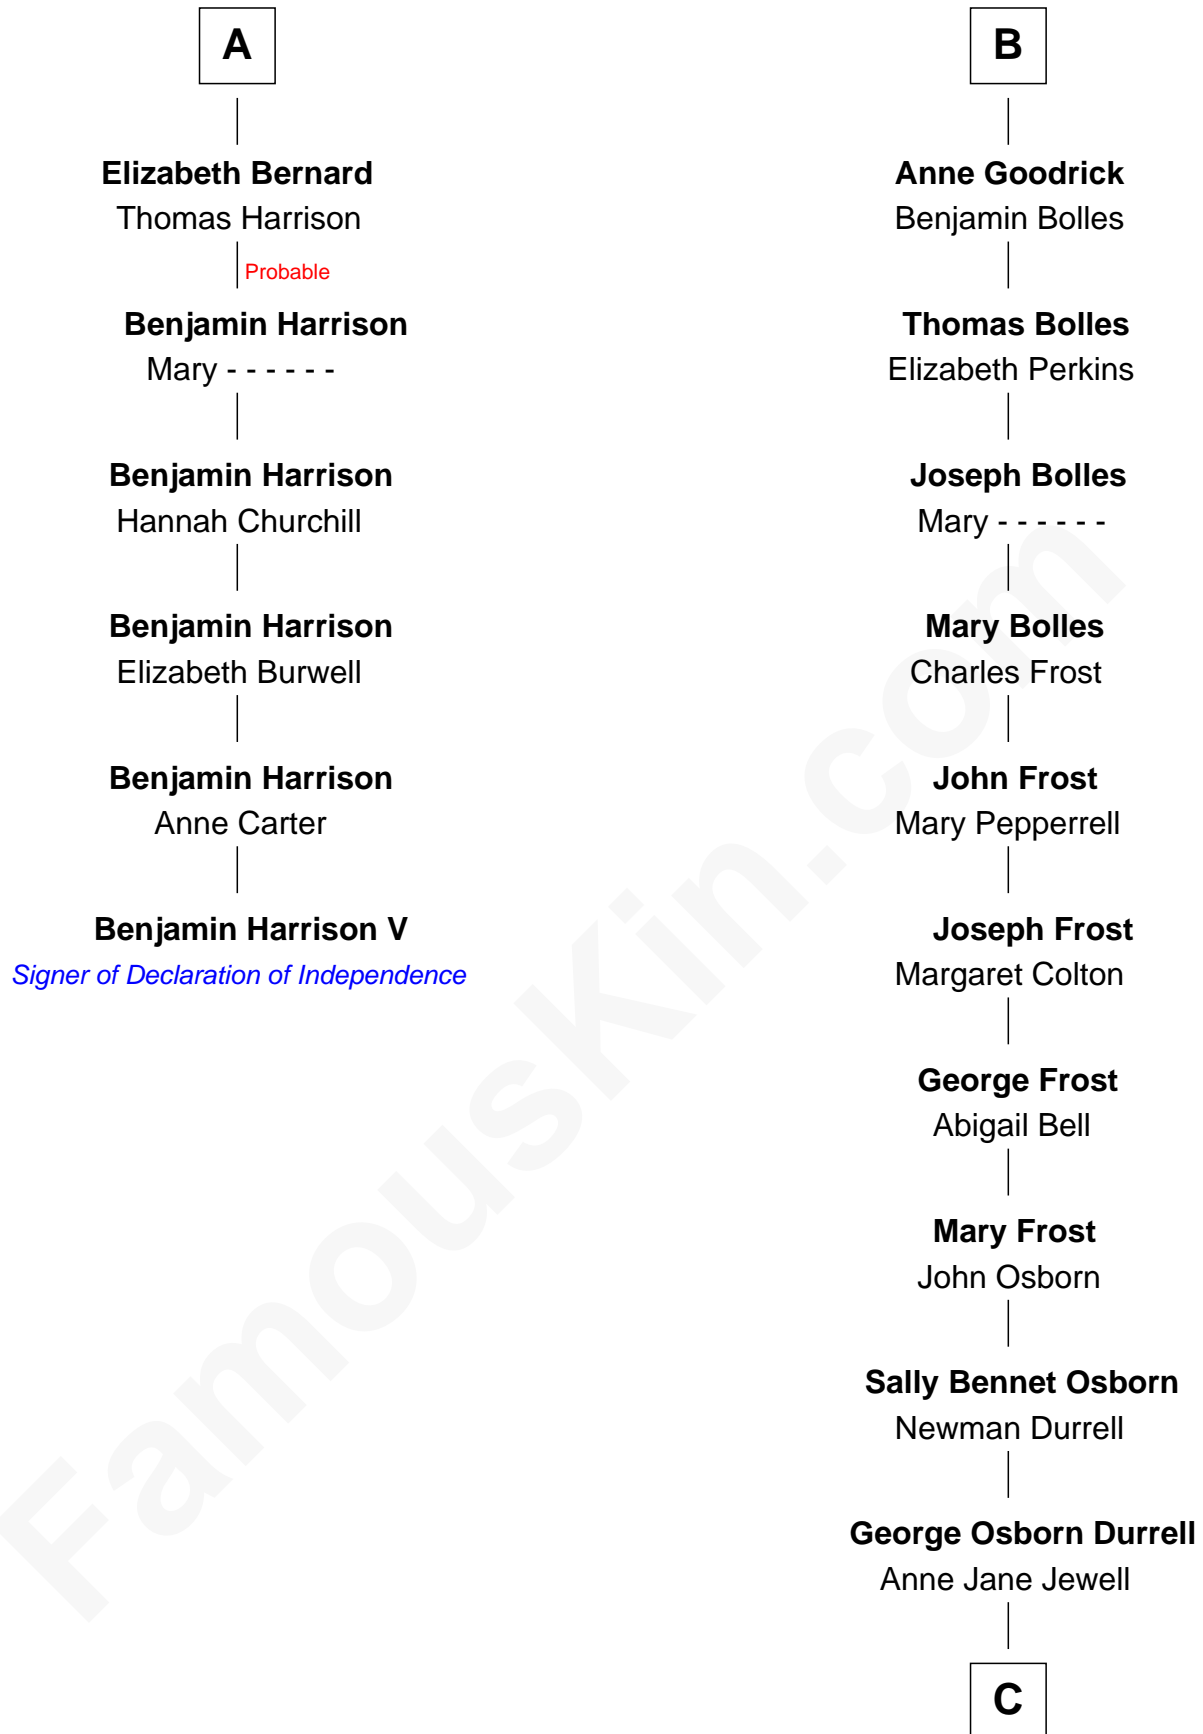 A
Elizabeth Bernard
Thomas Harrison
Probable
Benjamin Harrison
Mary - - - - - -
Benjamin Harrison
Hannah Churchill
Benjamin Harrison
Elizabeth Burwell
Benjamin Harrison
Anne Carter
Benjamin Harrison V
Signer of Declaration of Independence
B
Anne Goodrick
Benjamin Bolles
Thomas Bolles
Elizabeth Perkins
Joseph Bolles
Mary - - - - - -
Mary Bolles
Charles Frost
John Frost
Mary Pepperrell
Joseph Frost
Margaret Colton
George Frost
Abigail Bell
Mary Frost
John Osborn
Sally Bennet Osborn
Newman Durrell
George Osborn Durrell
Anne Jane Jewell
C
FamousKin.com